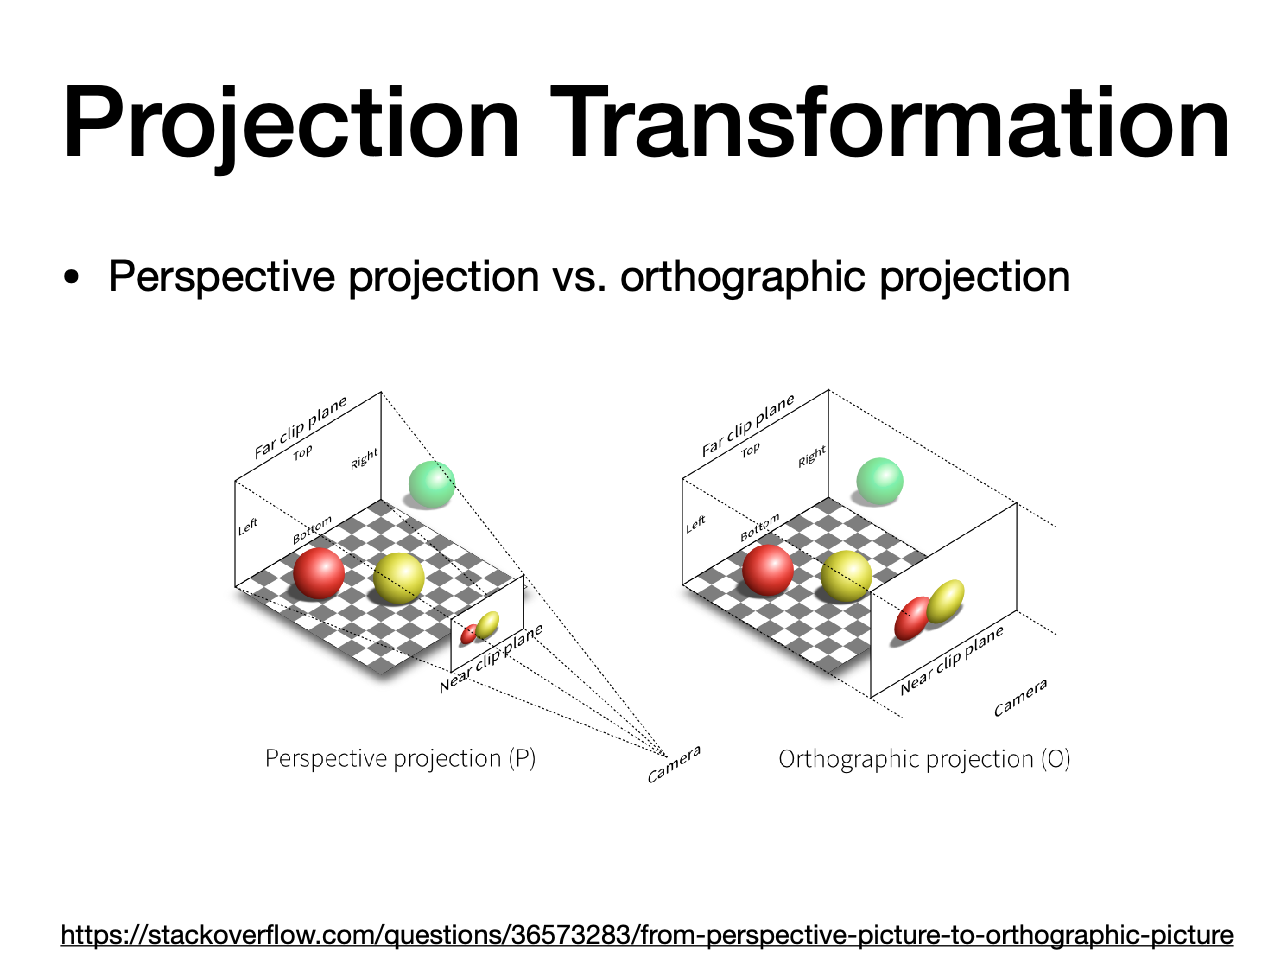 Projection Transformation
• Perspective projection vs. orthographic projection
Far clip plane
Top
Right
Left
Bottom
Near clip plane
Camera
Perspective projection (P)
Far clip plane
Top
Right
Left
Bottom
Near clip plane
Camera
Orthographic projection (O)
https://stackoverflow.com/questions/36573283/from-perspective-picture-to-orthographic-picture